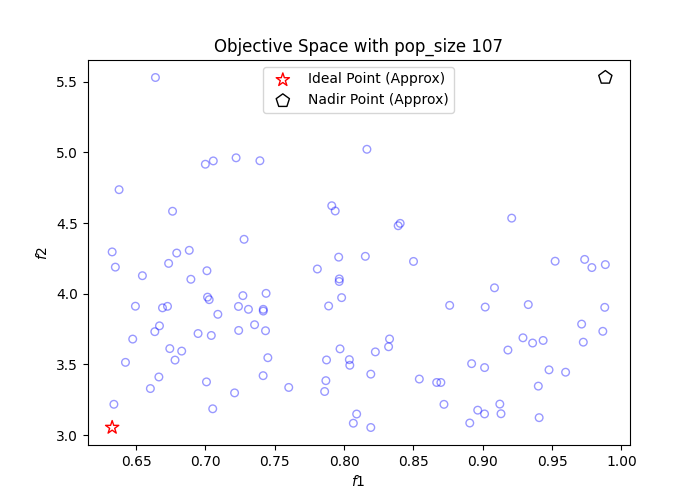 Objective Space with pop_size 107
Ideal Point (Approx)
Nadir Point (Approx)
f2
5.5
5.0
4.5
4.0
3.5
3.0
0.65 0.70 0.75 0.80 0.85 0.90 0.95 1.00
f1